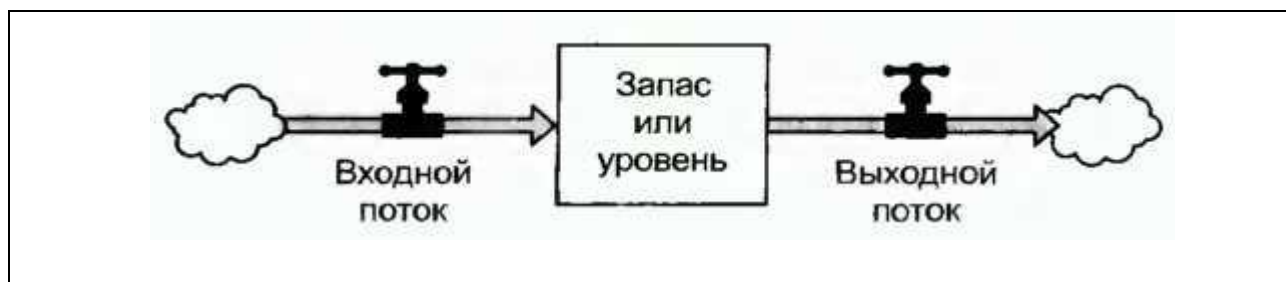 Входной
поток
Запас
или
уровень
Выходной
поток